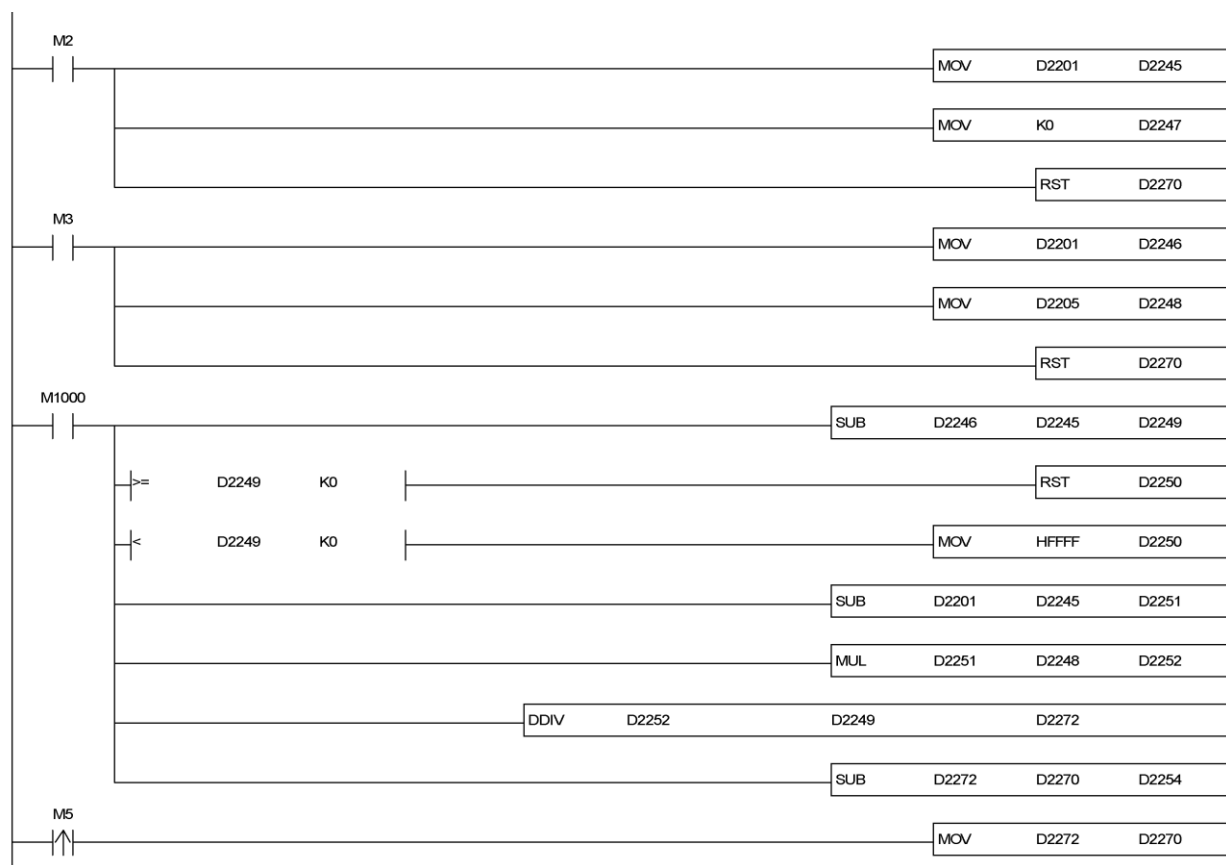 M2
MOV D2201 D2245
MOV K0 D2247
RST D2270
M3
MOV D2201 D2246
MOV D2205 D2248
RST D2270
M1000
SUB D2246 D2245 D2249
>= D2249 K0 RST D2250
< D2249 K0 MOV HFFFF D2250
SUB D2201 D2245 D2251
MUL D2251 D2248 D2252
DDIV D2252 D2249 D2272
SUB D2272 D2270 D2254
M5
MOV D2272 D2270